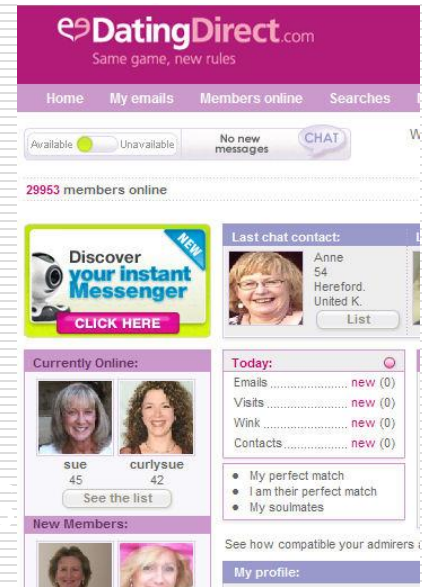 DatingDirect.com
Same game, new rules
Home My emails Members online Searches
Available Unavailable
No new messages
CHAT
29953 members online
NEW
Discover
your instant
Messenger
CLICK HERE
Last chat contact:
Anne
54
Hereford.
United K.
List
Currently Online:
sue
45
curlysue
42
See the list
New Members:
Today:
Emails new (0)
Visits new (0)
Wink new (0)
Contacts new (0)
My perfect match
I am their perfect match
My soulmates
See how compatible your admirers
My profile: